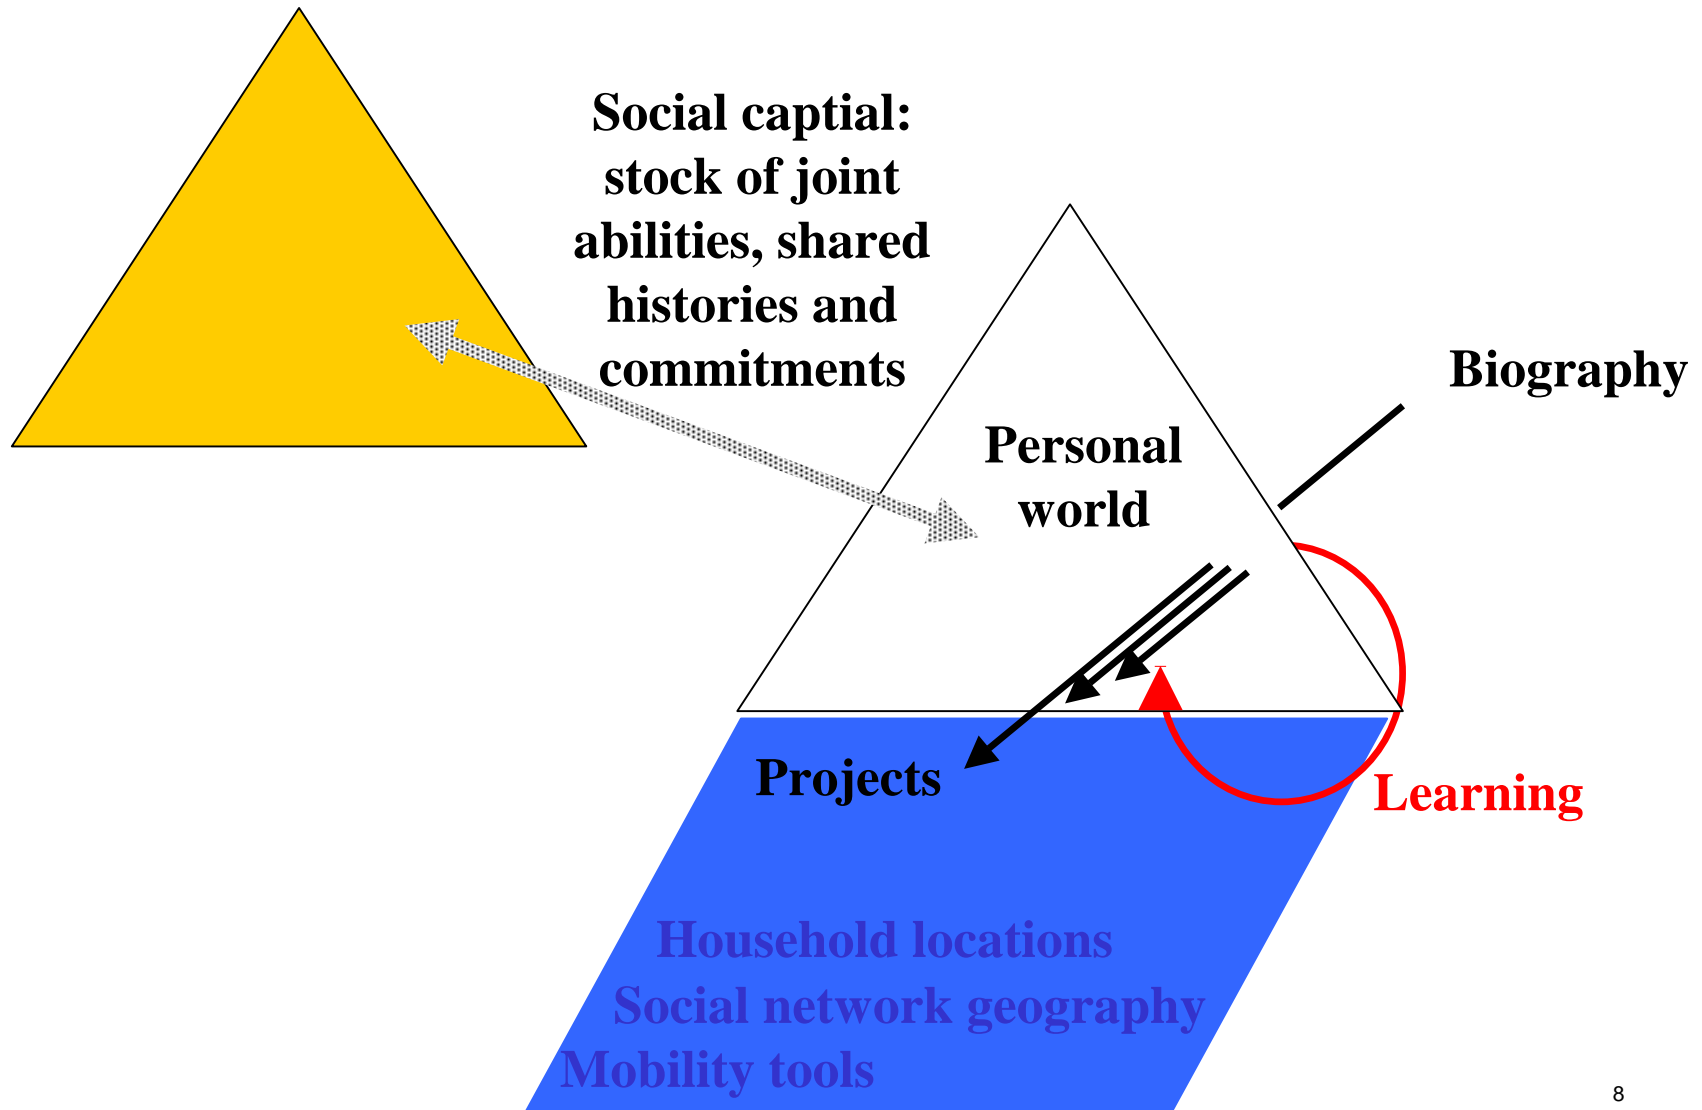 Social captial:
stock of joint
abilities, shared
histories and
commitments
Biography
Personal
world
Projects
Learning
Household locations
Social network geography
Mobility tools
8